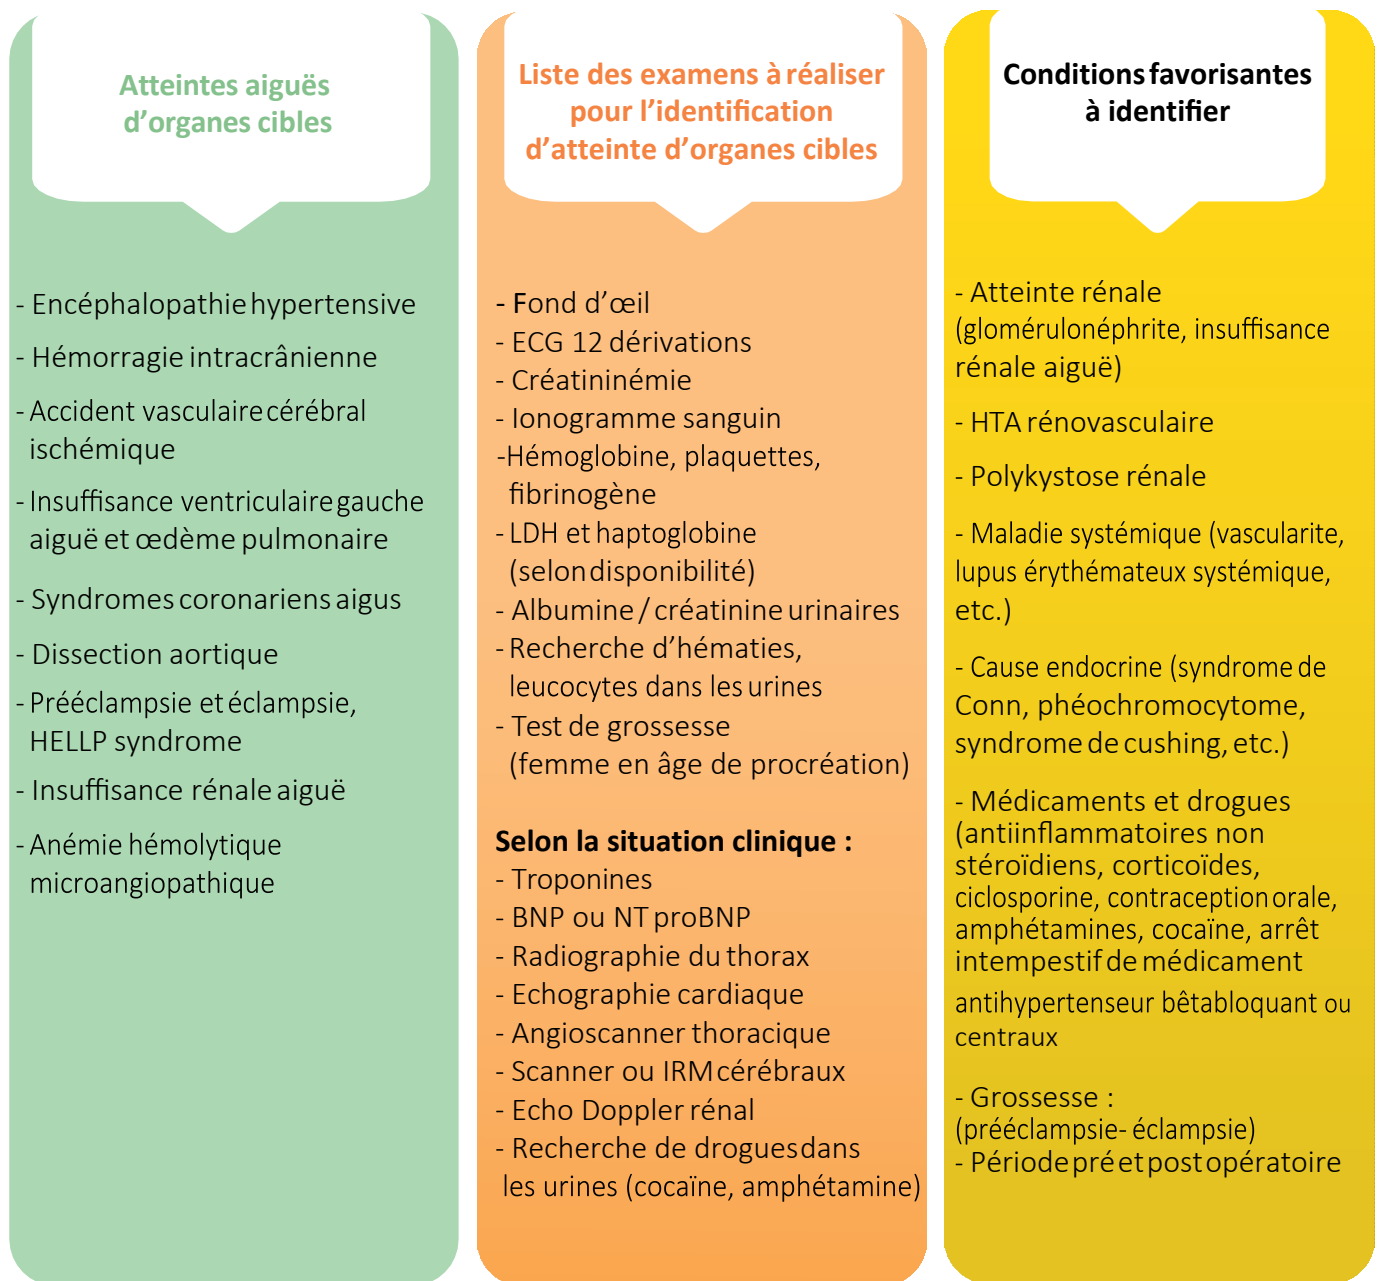 Atteintes aiguës
d’organes cibles
- Encéphalopathie hypertensive
- Hémorragie intracrânienne
- Accident vasculaire cérébral
ischémique
- Insuffisance ventriculaire gauche
aiguë et œdème pulmonaire
- Syndromes coronariens aigus
- Dissection aortique
- Prééclampsie et éclampsie,
HELLP syndrome
- Insuffisance rénale aiguë
- Anémie hémolytique
microangiopathique
Liste des examens à réaliser
pour l’identification
d’atteinte d’organes cibles
- Fond d’œil
- ECG 12 dérivations
- Créatininémie
- Ionogramme sanguin
-Hémoglobine, plaquettes,
fibrinogène
- LDH et haptoglobine
(selon disponibilité)
- Albumine / créatinine urinaires
- Recherche d’hématies,
leucocytes dans les urines
- Test de grossesse
(femme en âge de procréation)
Selon la situation clinique :
- Troponines
- BNP ou NT proBNP
- Radiographie du thorax
- Echographie cardiaque
- Angioscanner thoracique
- Scanner ou IRM cérébraux
- Echo Doppler rénal
- Recherche de drogues dans
les urines (cocaïne, amphétamine)
Conditions favorisantes
à identifier
- Atteinte rénale
(glomérulonéphrite, insuffisance
rénale aiguë)
- HTA rénovasculaire
- Polykystose rénale
- Maladie systémique (vascularite,
lupus érythémateux systémique,
etc.)
- Cause endocrine (syndrome de
Conn, phéochromocytome,
syndrome de cushing, etc.)
- Médicaments et drogues
(antiinflammatoires non
stéroïdiens, corticoïdes,
ciclosporine, contraception orale,
amphétamines, cocaïne, arrêt
intempestif de médicament
antihypertenseur bêtabloquant ou
centraux
- Grossesse :
(prééclampsie- éclampsie)
- Période pré et post opératoire